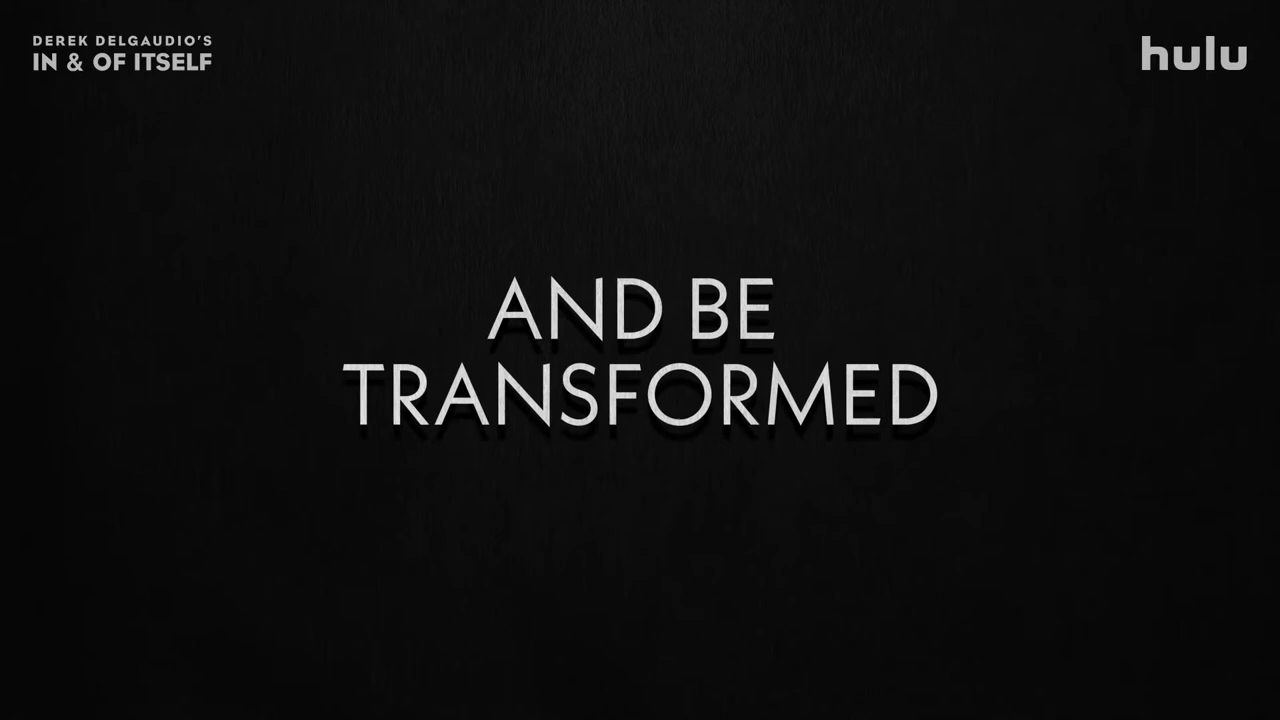 DEREK DELGAUDIO'S
IN & OF ITSELF
hulu
AND BE
TRANSFORMED